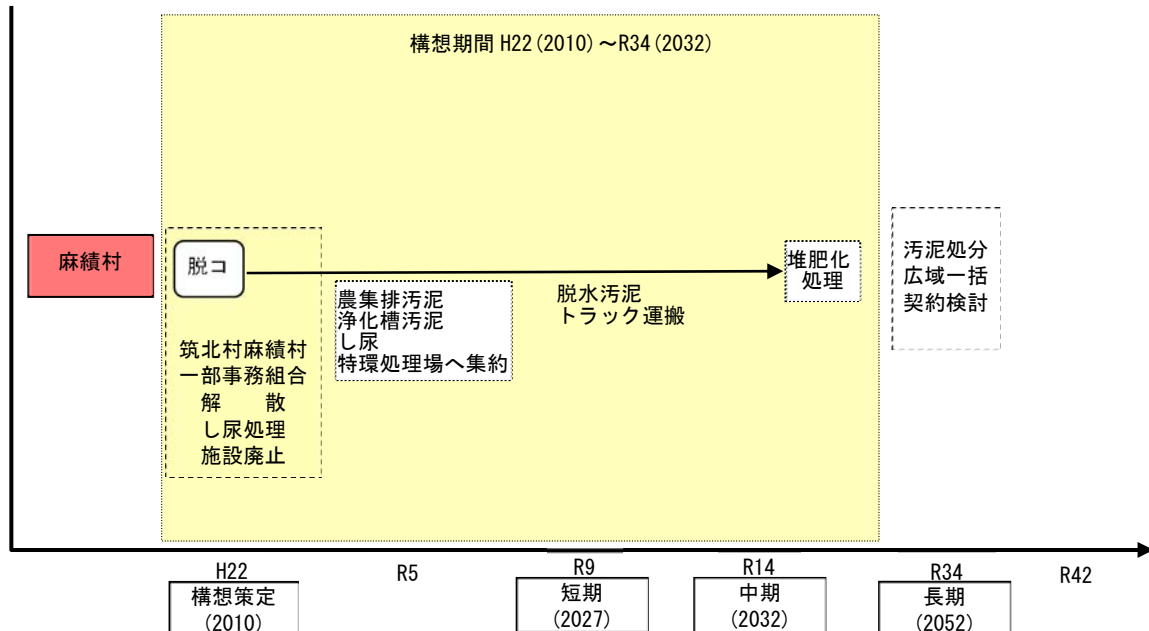 構想期間 H22(2010)～R34(2032)
麻績村
脱コ
筑北村麻績村
一部事務組合
解　　散
し尿処理
施設廃止
農集排汚泥
浄化槽汚泥
し尿
特環処理場へ集約
脱水汚泥
トラック運搬
堆肥化
処理
汚泥処分
広域一括
契約検討
H22
構想策定
(2010)
R5
R9
短期
(2027)
R14
中期
(2032)
R34
長期
(2052)
R42